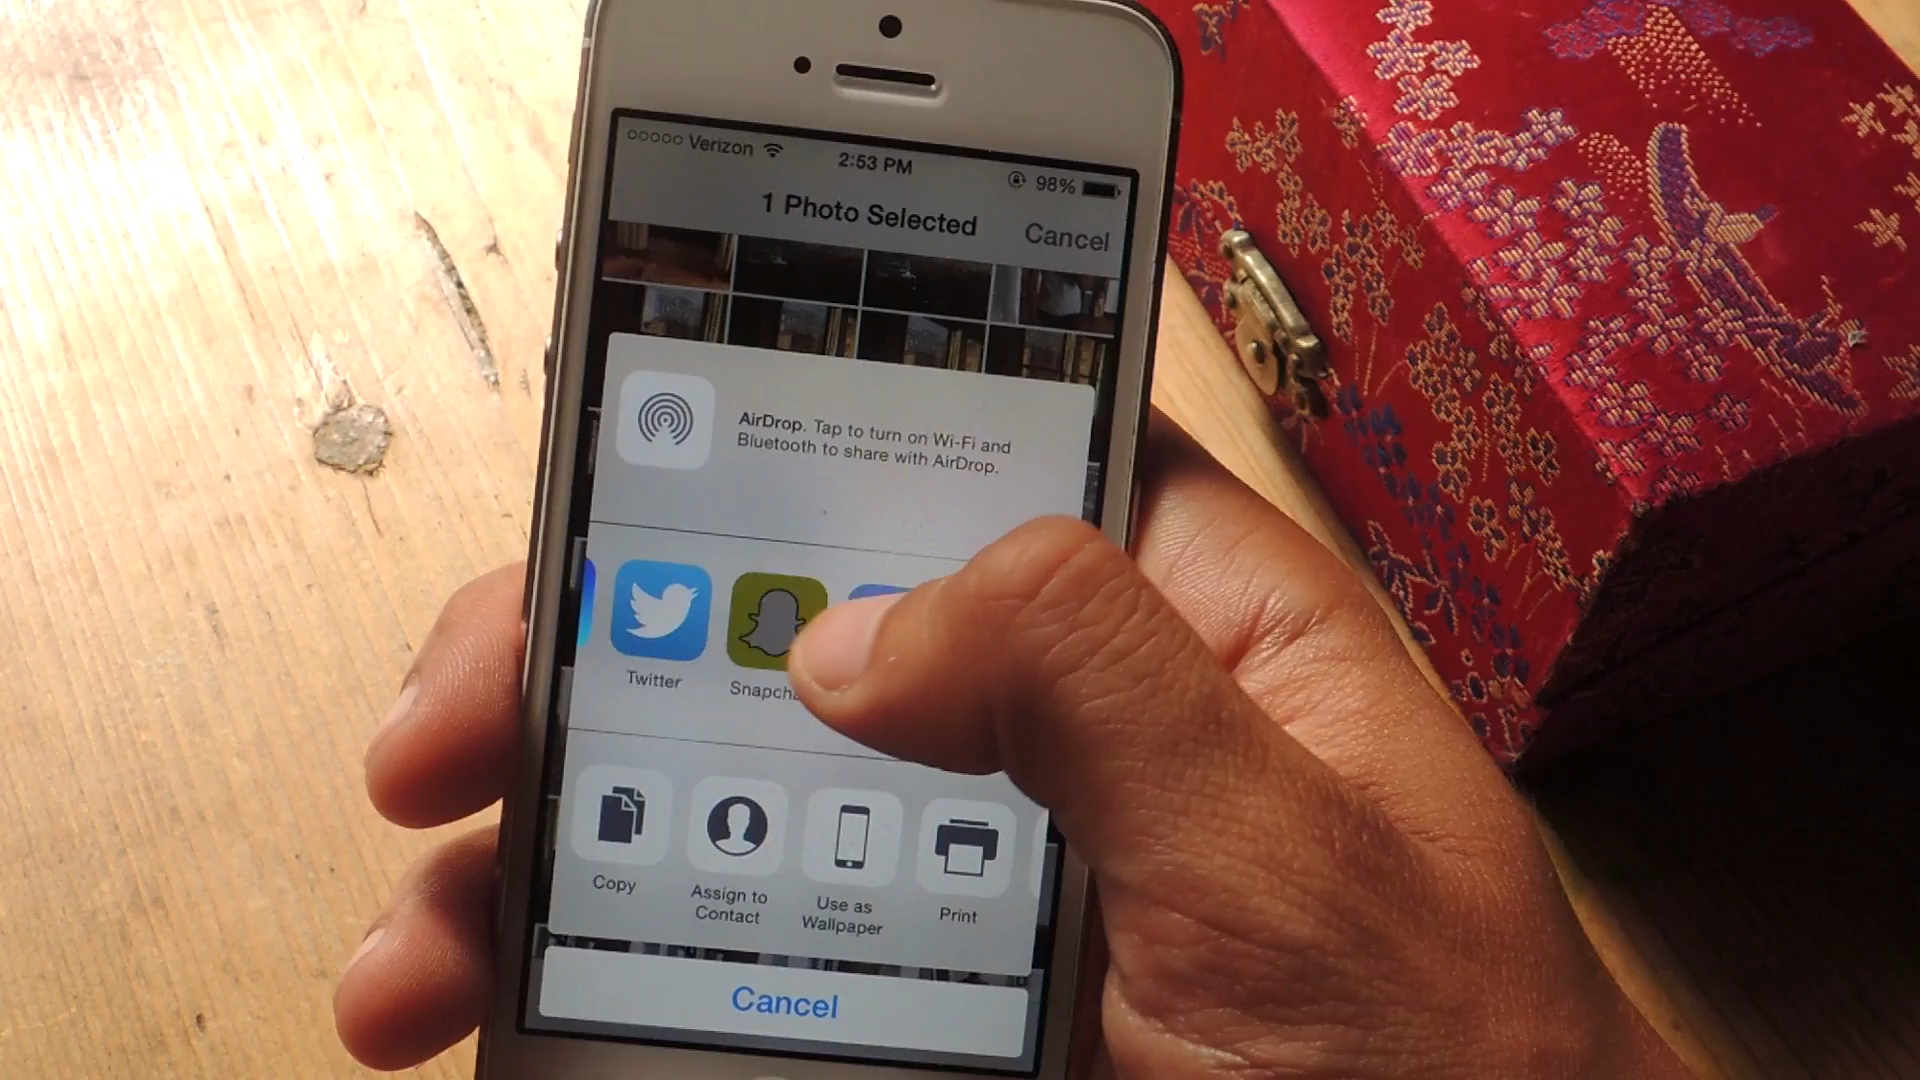 Verizon 2:53 PM 98%
1 Photo Selected Cancel
AirDrop. Tap to turn on Wi-Fi and
Bluetooth to share with AirDrop.
Twitter
Copy
Assign to
Contact
Use as
Wallpaper
Print
Cancel